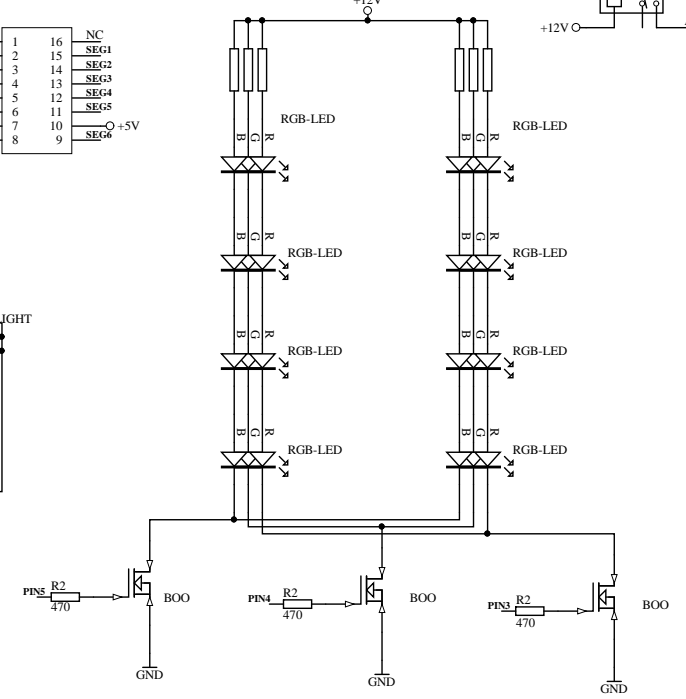 +12V
+12V
1 16 NC
2 15 SEG1
3 14 SEG2
4 13 SEG3
5 12 SEG4
6 11 SEG5
7 10 +5V
8 9 SEG6
RGB-LED
RGB-LED
B G R
B G R
RGB-LED
RGB-LED
B G R
B G R
IGHT
RGB-LED
RGB-LED
B G R
B G R
RGB-LED
RGB-LED
B G R
B G R
PIN5 R2
470
BOO
GND
PIN4 R2
470
BOO
GND
PIN3 R2
470
BOO
GND